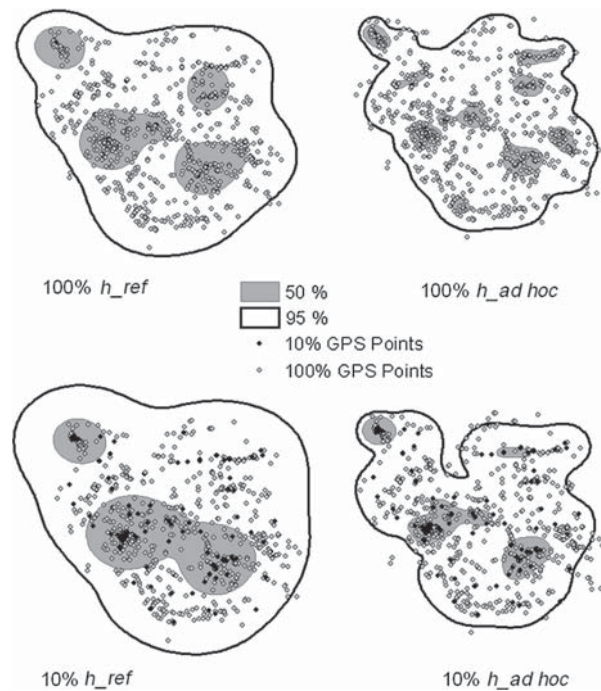 100% h_ref
100% h_ad hoc
50 %
95 %
10% GPS Points
100% GPS Points
10% h_ref
10% h_ad hoc